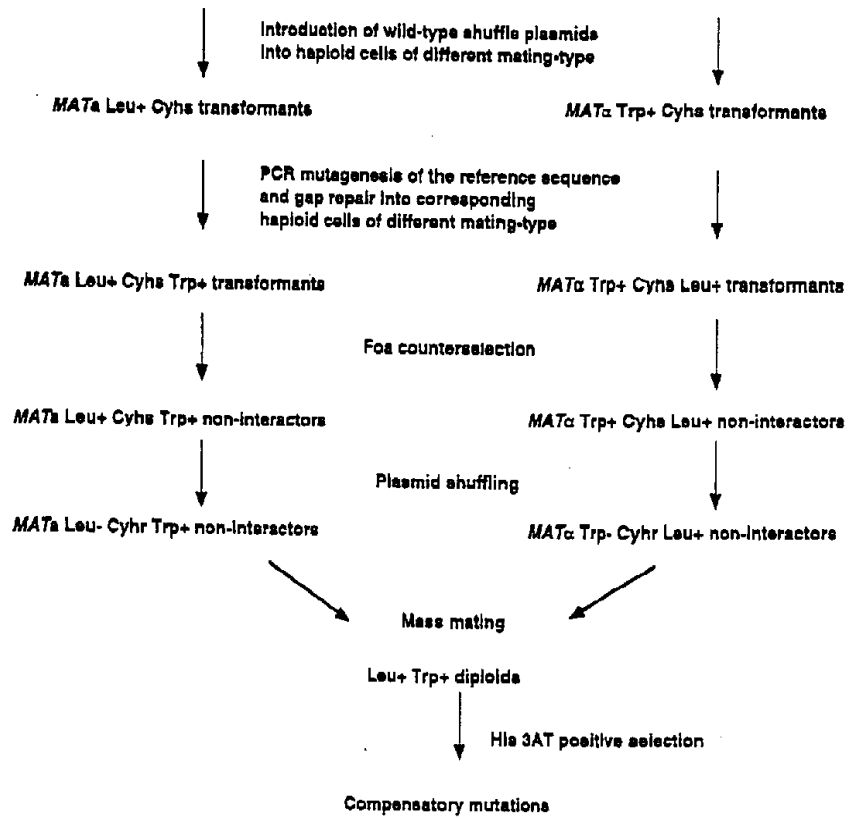 Introduction of wild-type shuffle plasmids
into haploid cells of different mating-type
MATa Leu+ Cyhs transformants
MATα Trp+ Cyhs transformants
PCR mutagenesis of the reference sequence
and gap repair into corresponding
haploid cells of different mating-type
MATa Leu+ Cyhs Trp+ transformants
MATα Trp+ Cyhs Leu+ transformants
Foa counterselection
MATa Leu+ Cyhs Trp+ non-interactors
MATα Trp+ Cyhs Leu+ non-interactors
Plasmid shuffling
MATa Leu- Cyhr Trp+ non-interactors
MATα Trp- Cyhr Leu+ non-interactors
Mass mating
Leu+ Trp+ diploids
His 3AT positive selection
Compensatory mutations